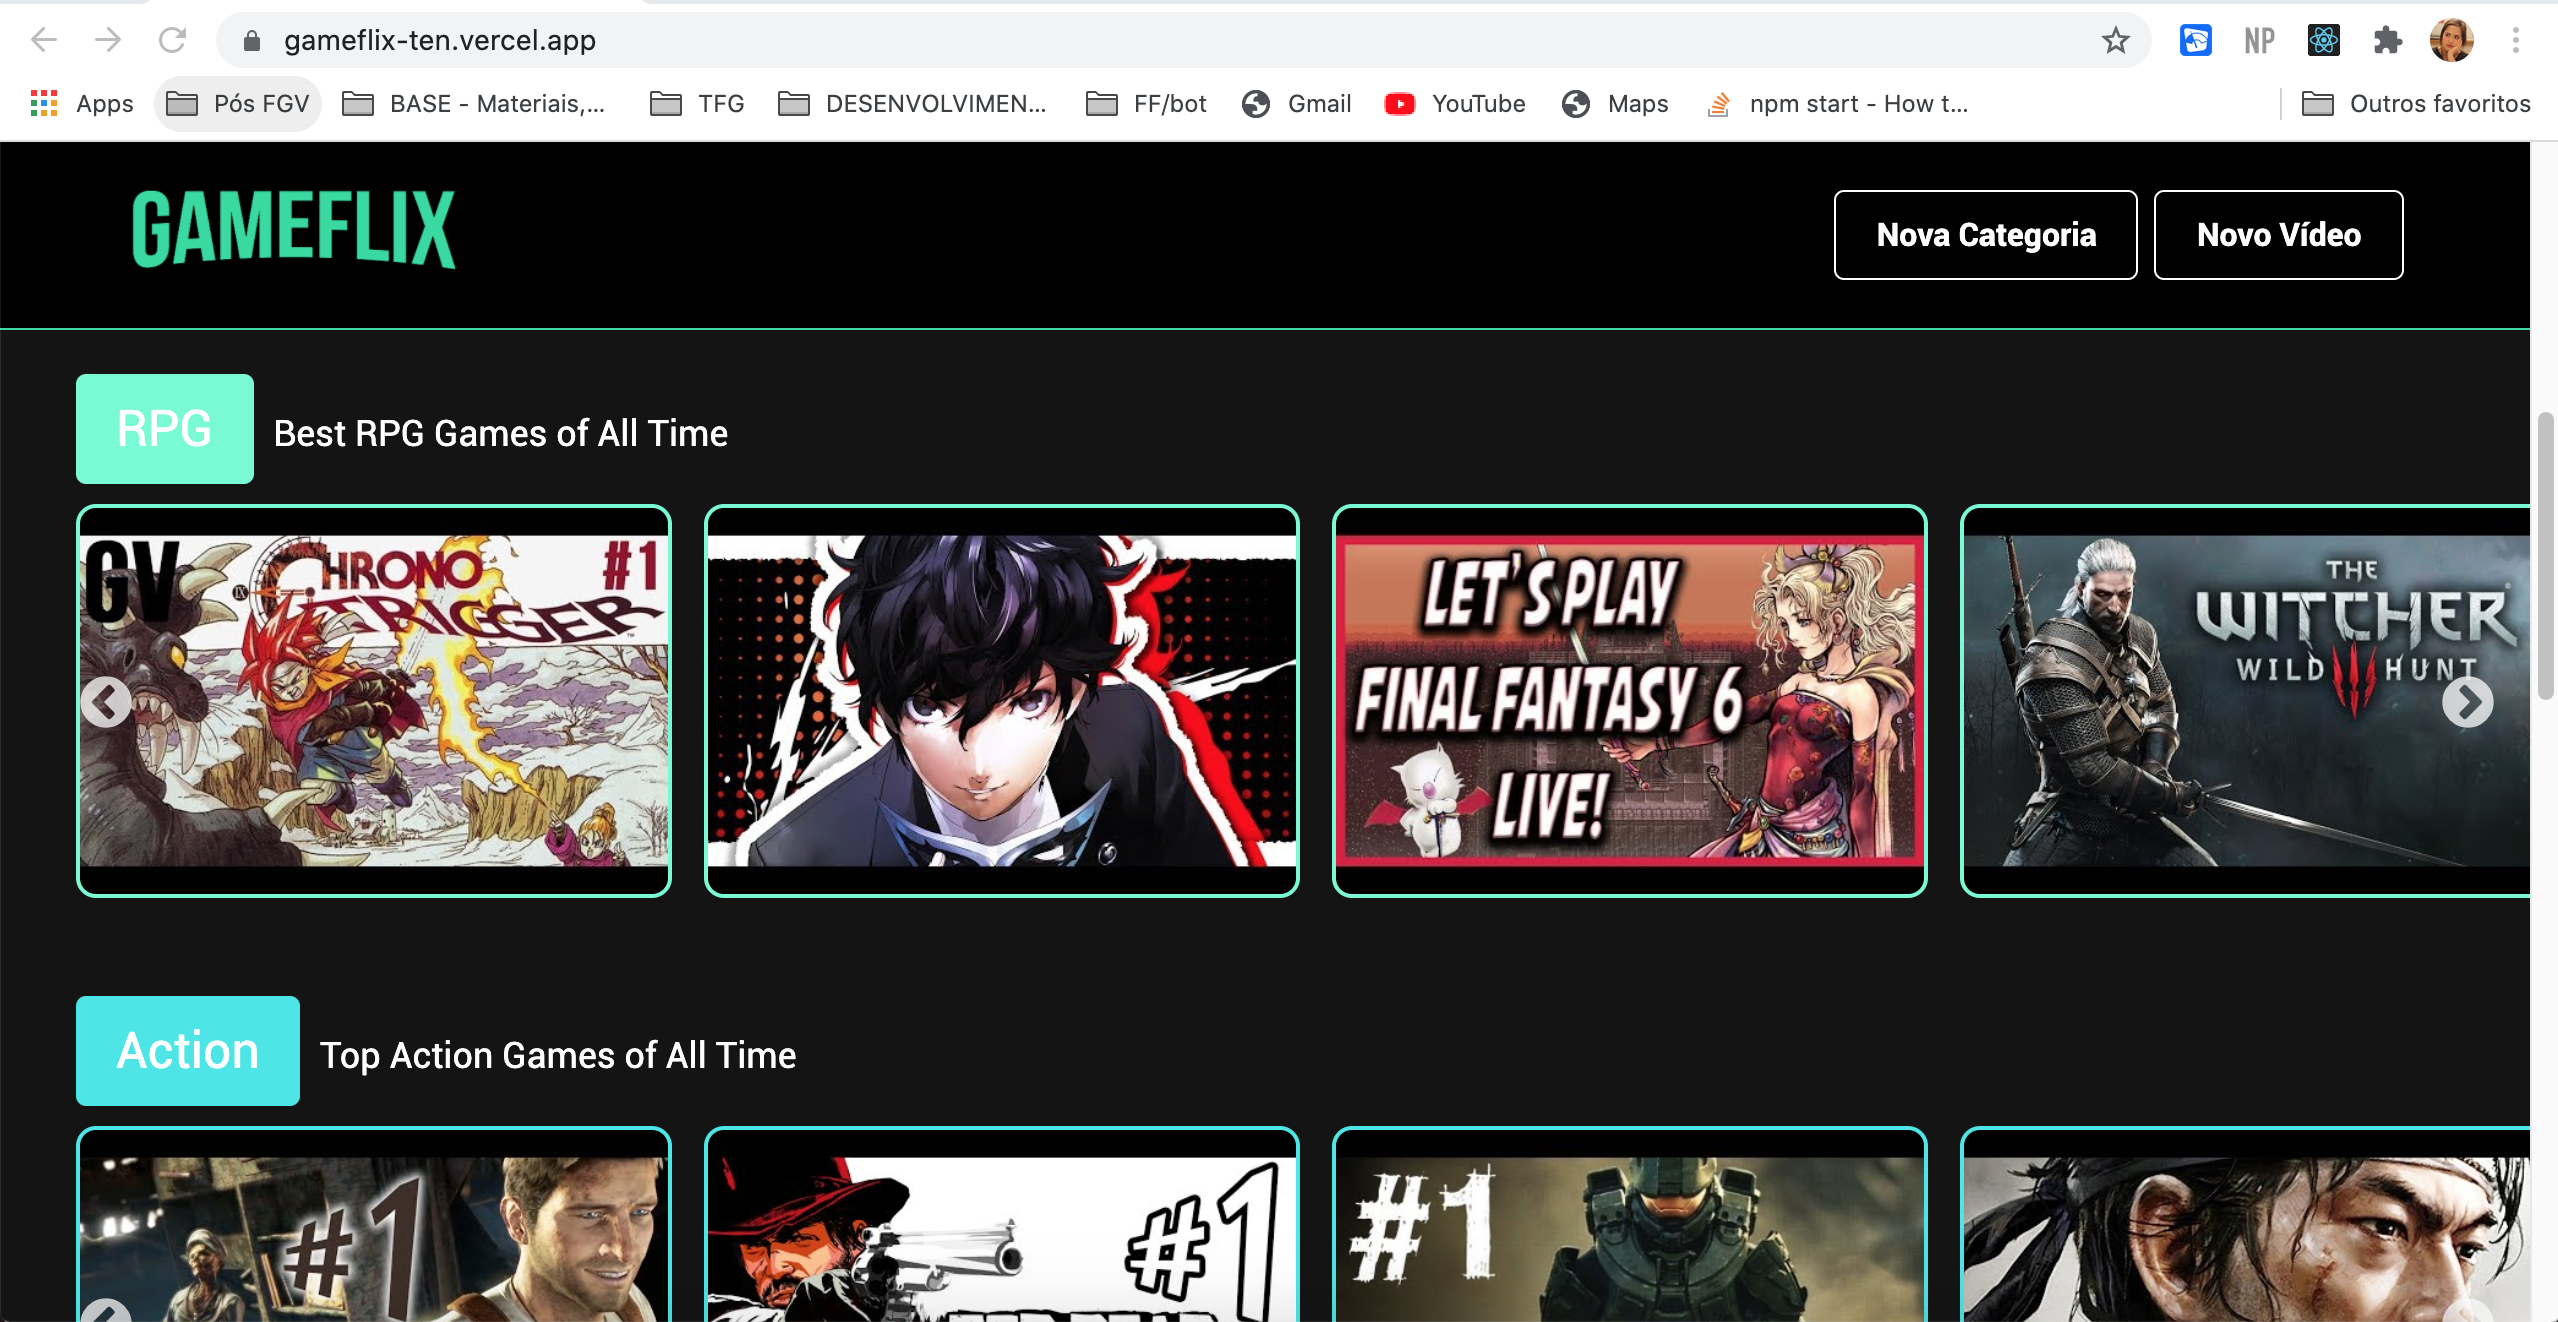 gameflix-ten.vercel.app
NP
Apps
Pós FGV
BASE - Materiais,...
TFG
DESENVOLVIMEN...
FF/bot
Gmail
YouTube
Maps
npm start - How t...
Outros favoritos
GAMEFLIX
Nova Categoria
Novo Vídeo
RPG
Best RPG Games of All Time
GV
CHRONO
TRIGGER
#1
LET'S PLAY
FINAL FANTASY 6
LIVE!
THE
WITCHER
WILD III HUNT
Action
Top Action Games of All Time
#1
#1
#1